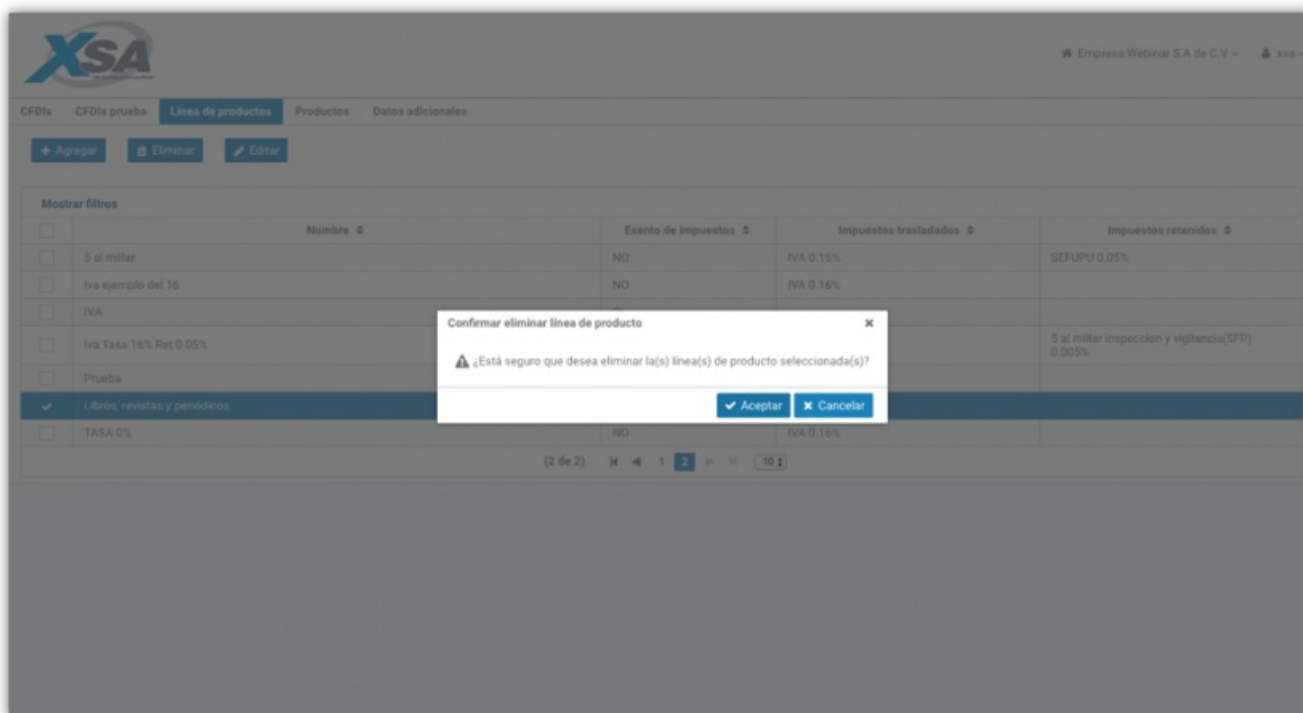 XSA
Empresa Webinar S.A de C.V
xsa
CFDIs CFDIs prueba Línea de productos Productos Datos adicionales
Agregar Eliminar Editar
Mostrar filtros
Nombre Exento de impuestos Impuestos trasladados Impuestos retenidos
5 al millar NO IVA 0.16% SEFUPU 0.05%
Iva ejemplo del 16 NO IVA 0.16%
IVA
Iva Tasa 16% Ret 0.05% 5 al millar inspeccion y vigilancia(SFP) 0.005%
Prueba
Libros, revistas y periódicos
TASA 0% NO IVA 0.16%
(2 de 2) 1 2 10
Confirmar eliminar línea de producto
¿Está seguro que desea eliminar la(s) línea(s) de producto seleccionada(s)?
Aceptar Cancelar